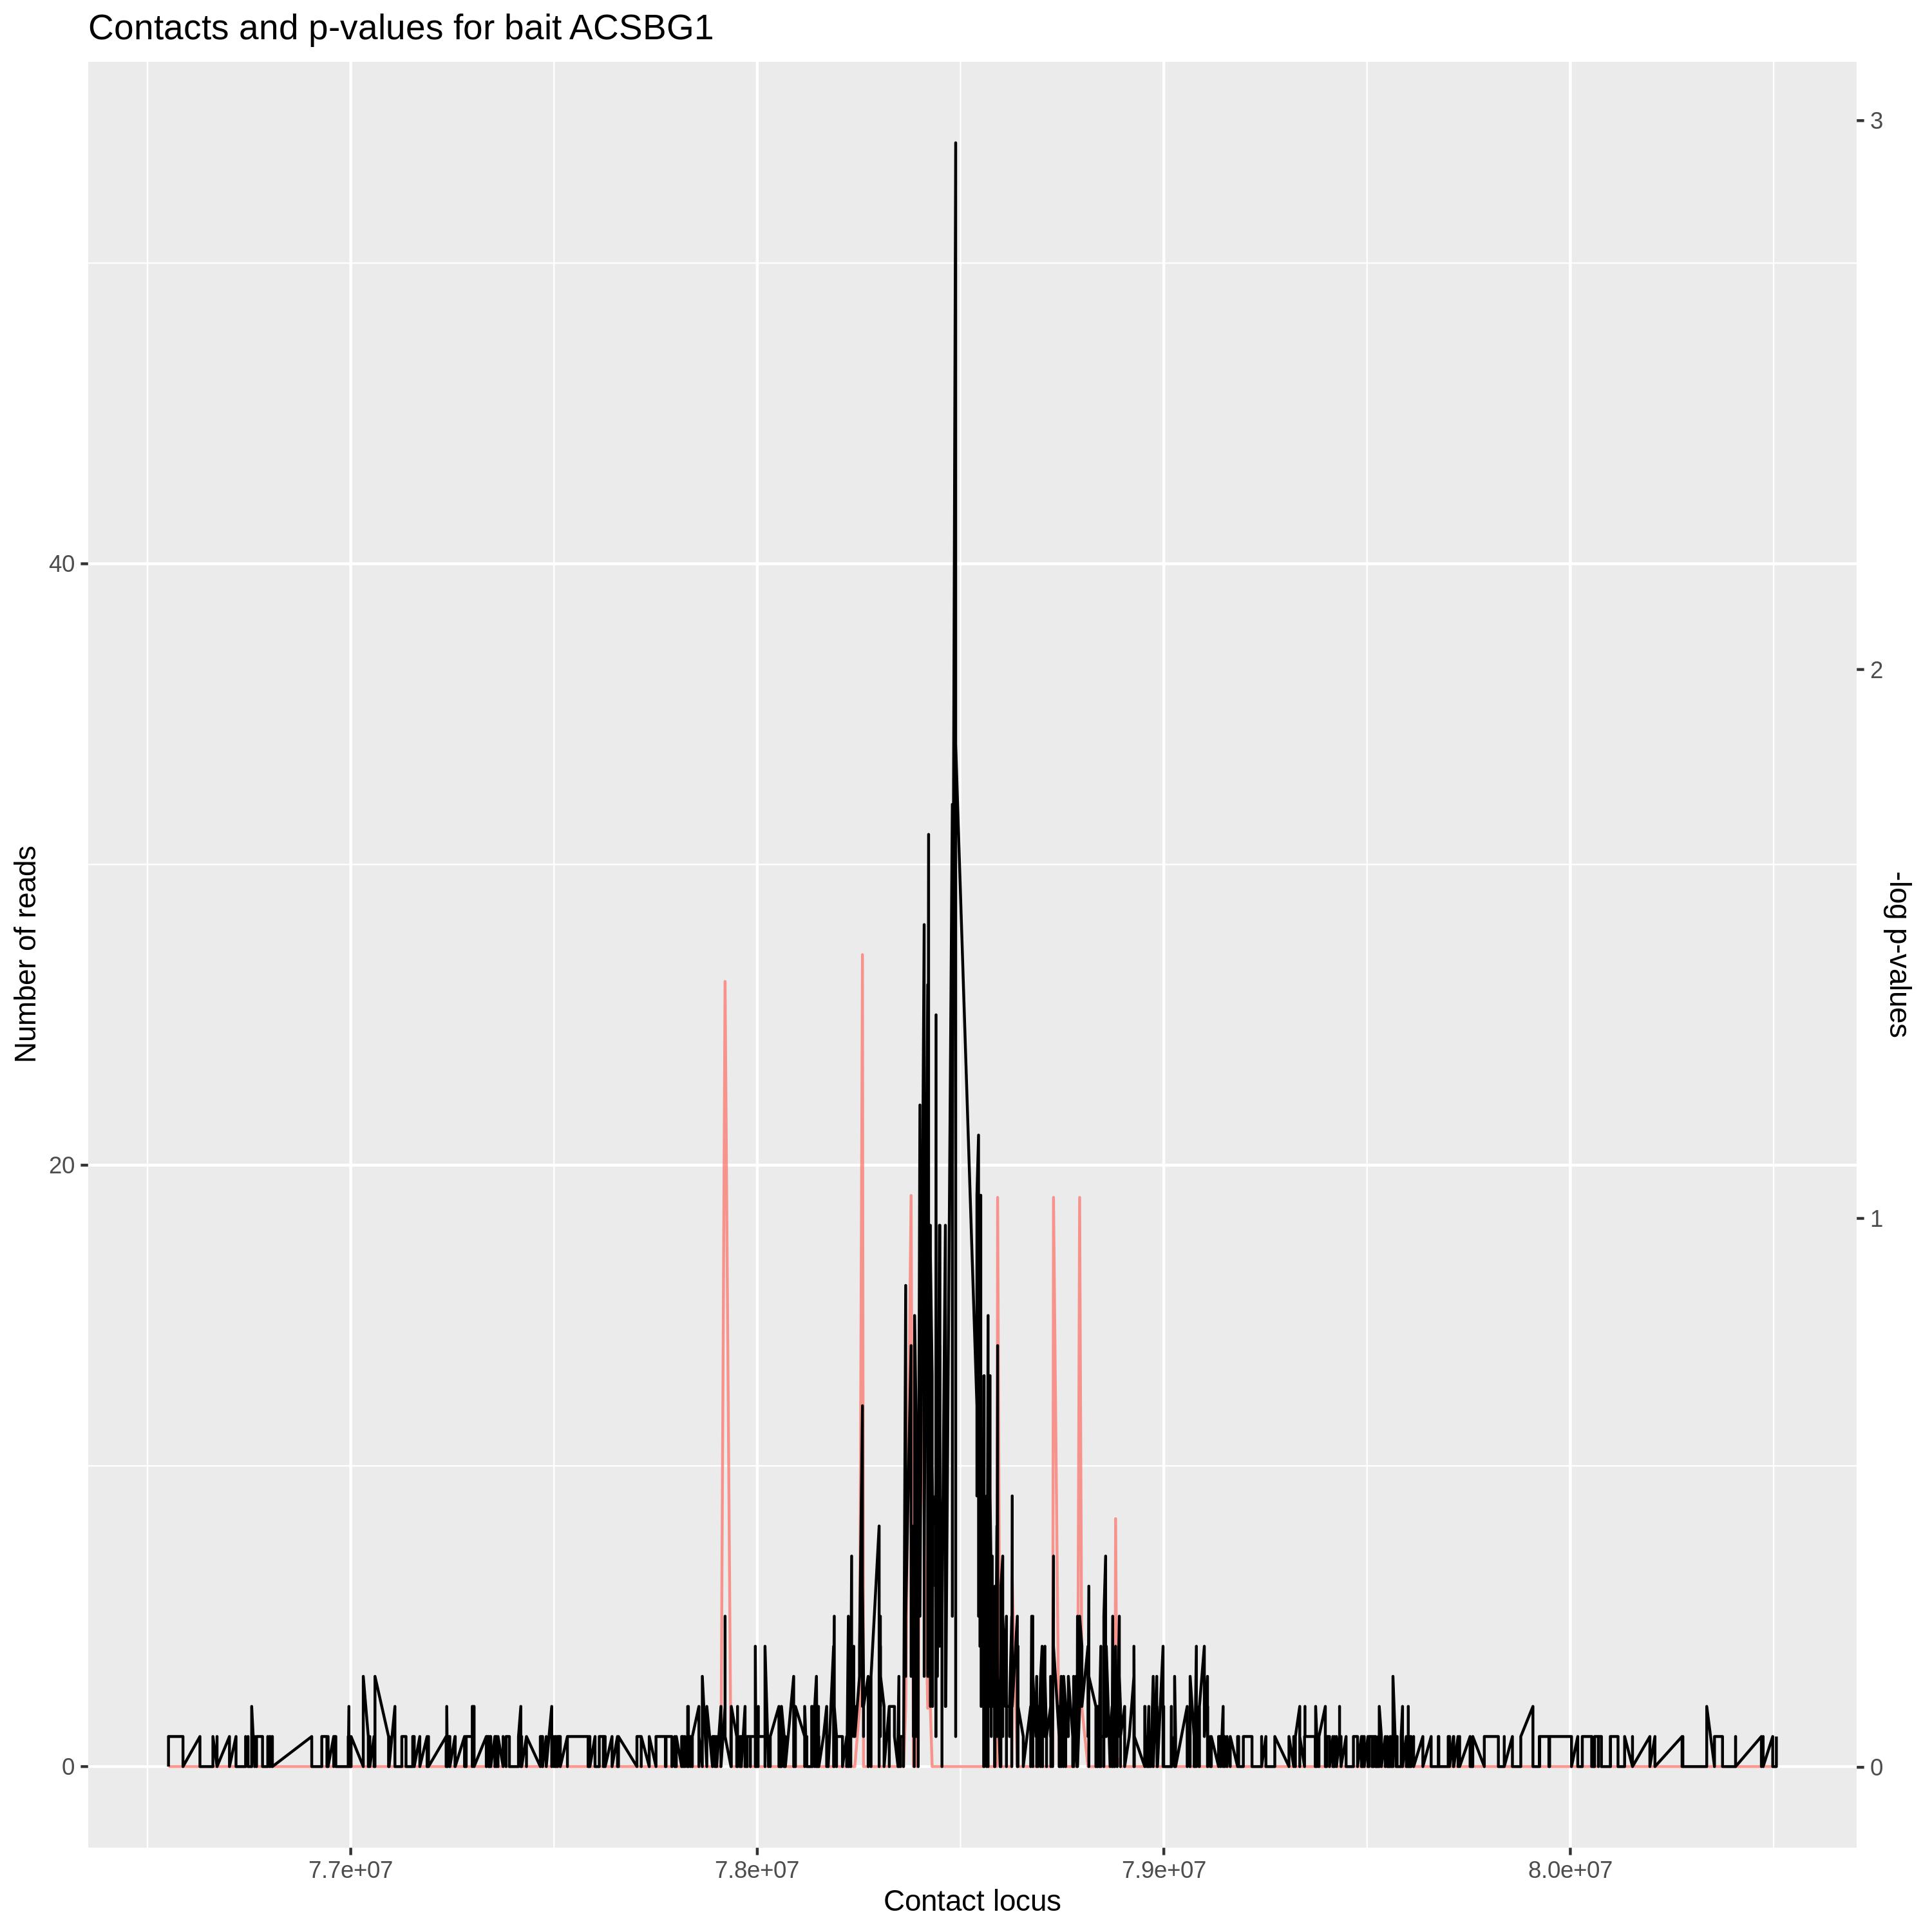 Contacts and p-values for bait ACSBG1
3
40
2
Number of reads
-log p-values
20
1
0
0
7.7e+07
7.8e+07
7.9e+07
8.0e+07
Contact locus